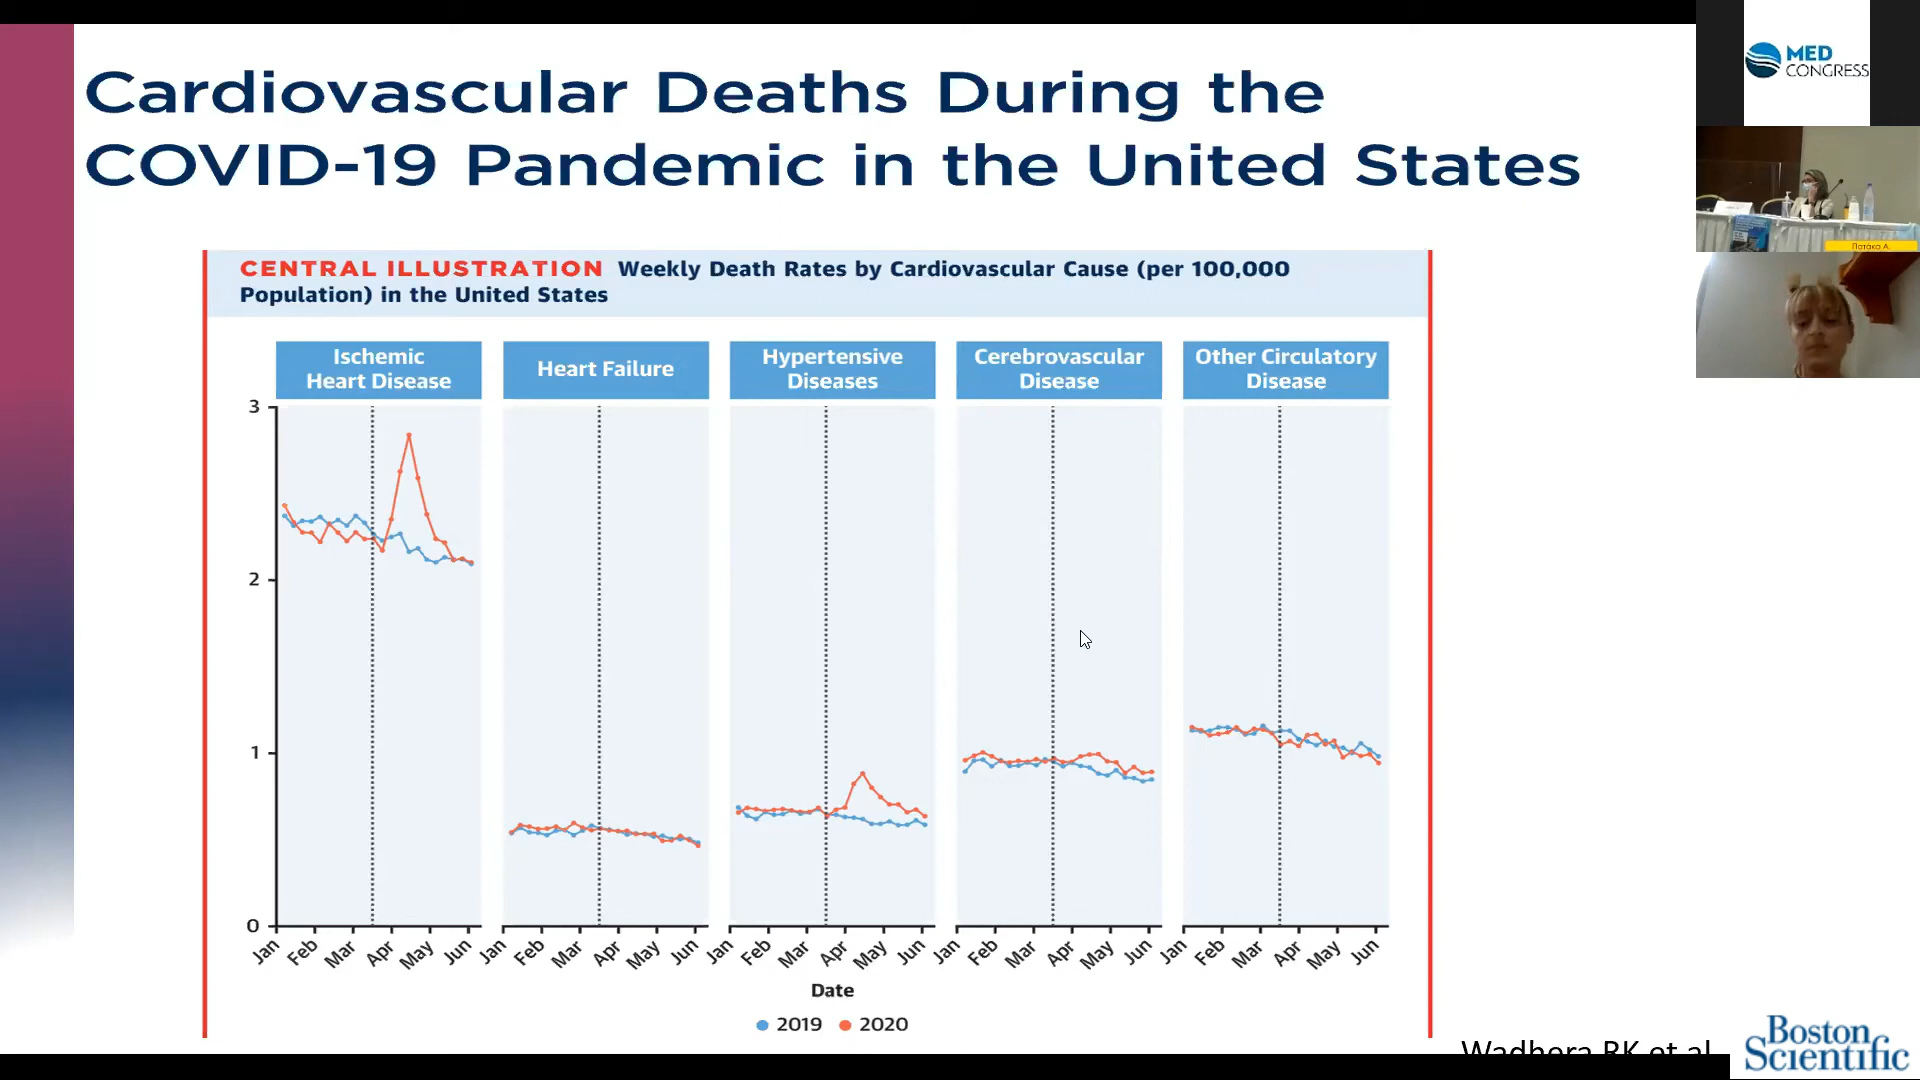 Cardiovascular Deaths During the
COVID-19 Pandemic in the United States
MED
CONGRESS
CENTRAL ILLUSTRATION Weekly Death Rates by Cardiovascular Cause (per 100,000
Population) in the United States
Ischemic
Heart Disease
Heart Failure
Hypertensive
Diseases
Cerebrovascular
Disease
Other Circulatory
Disease
3
2
1
0
Jan Feb Mar Apr May Jun
Jan Feb Mar Apr May Jun
Jan Feb Mar Apr May Jun
Jan Feb Mar Apr May Jun
Jan Feb Mar Apr May Jun
Date
2019 2020
Wadhera RK et al
Boston
Scientific